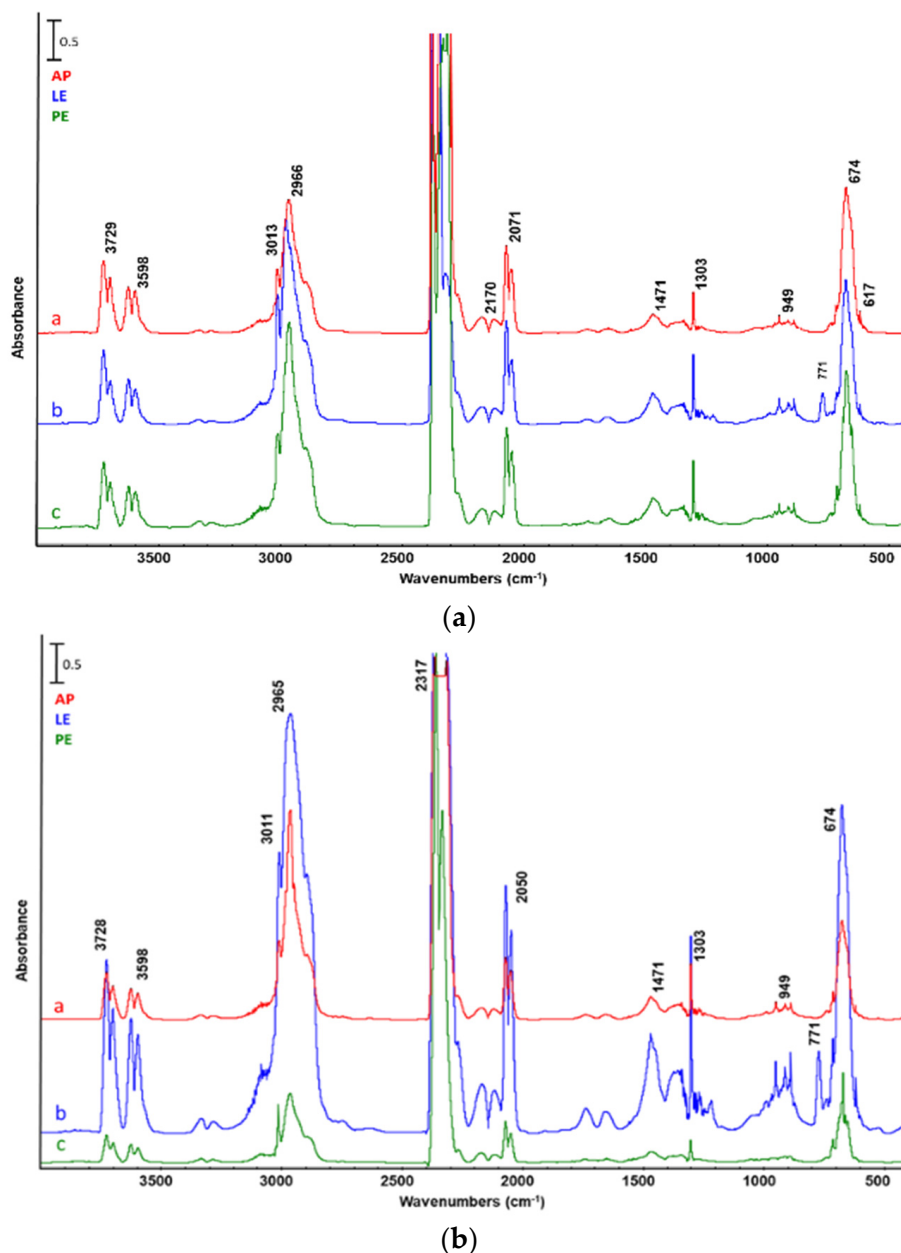 0.5
AP
LE
PE
Absorbance
3729
3598
3013
2966
2170
2071
1471
1303
949
771
674
617
a
b
c
3500 3000 2500 2000 1500 1000 500
Wavenumbers (cm⁻¹)
(a)
0.5
AP
LE
PE
Absorbance
3728
3598
3011
2965
2317
2050
1471
1303
949
771
674
a
b
c
3500 3000 2500 2000 1500 1000 500
Wavenumbers (cm⁻¹)
(b)